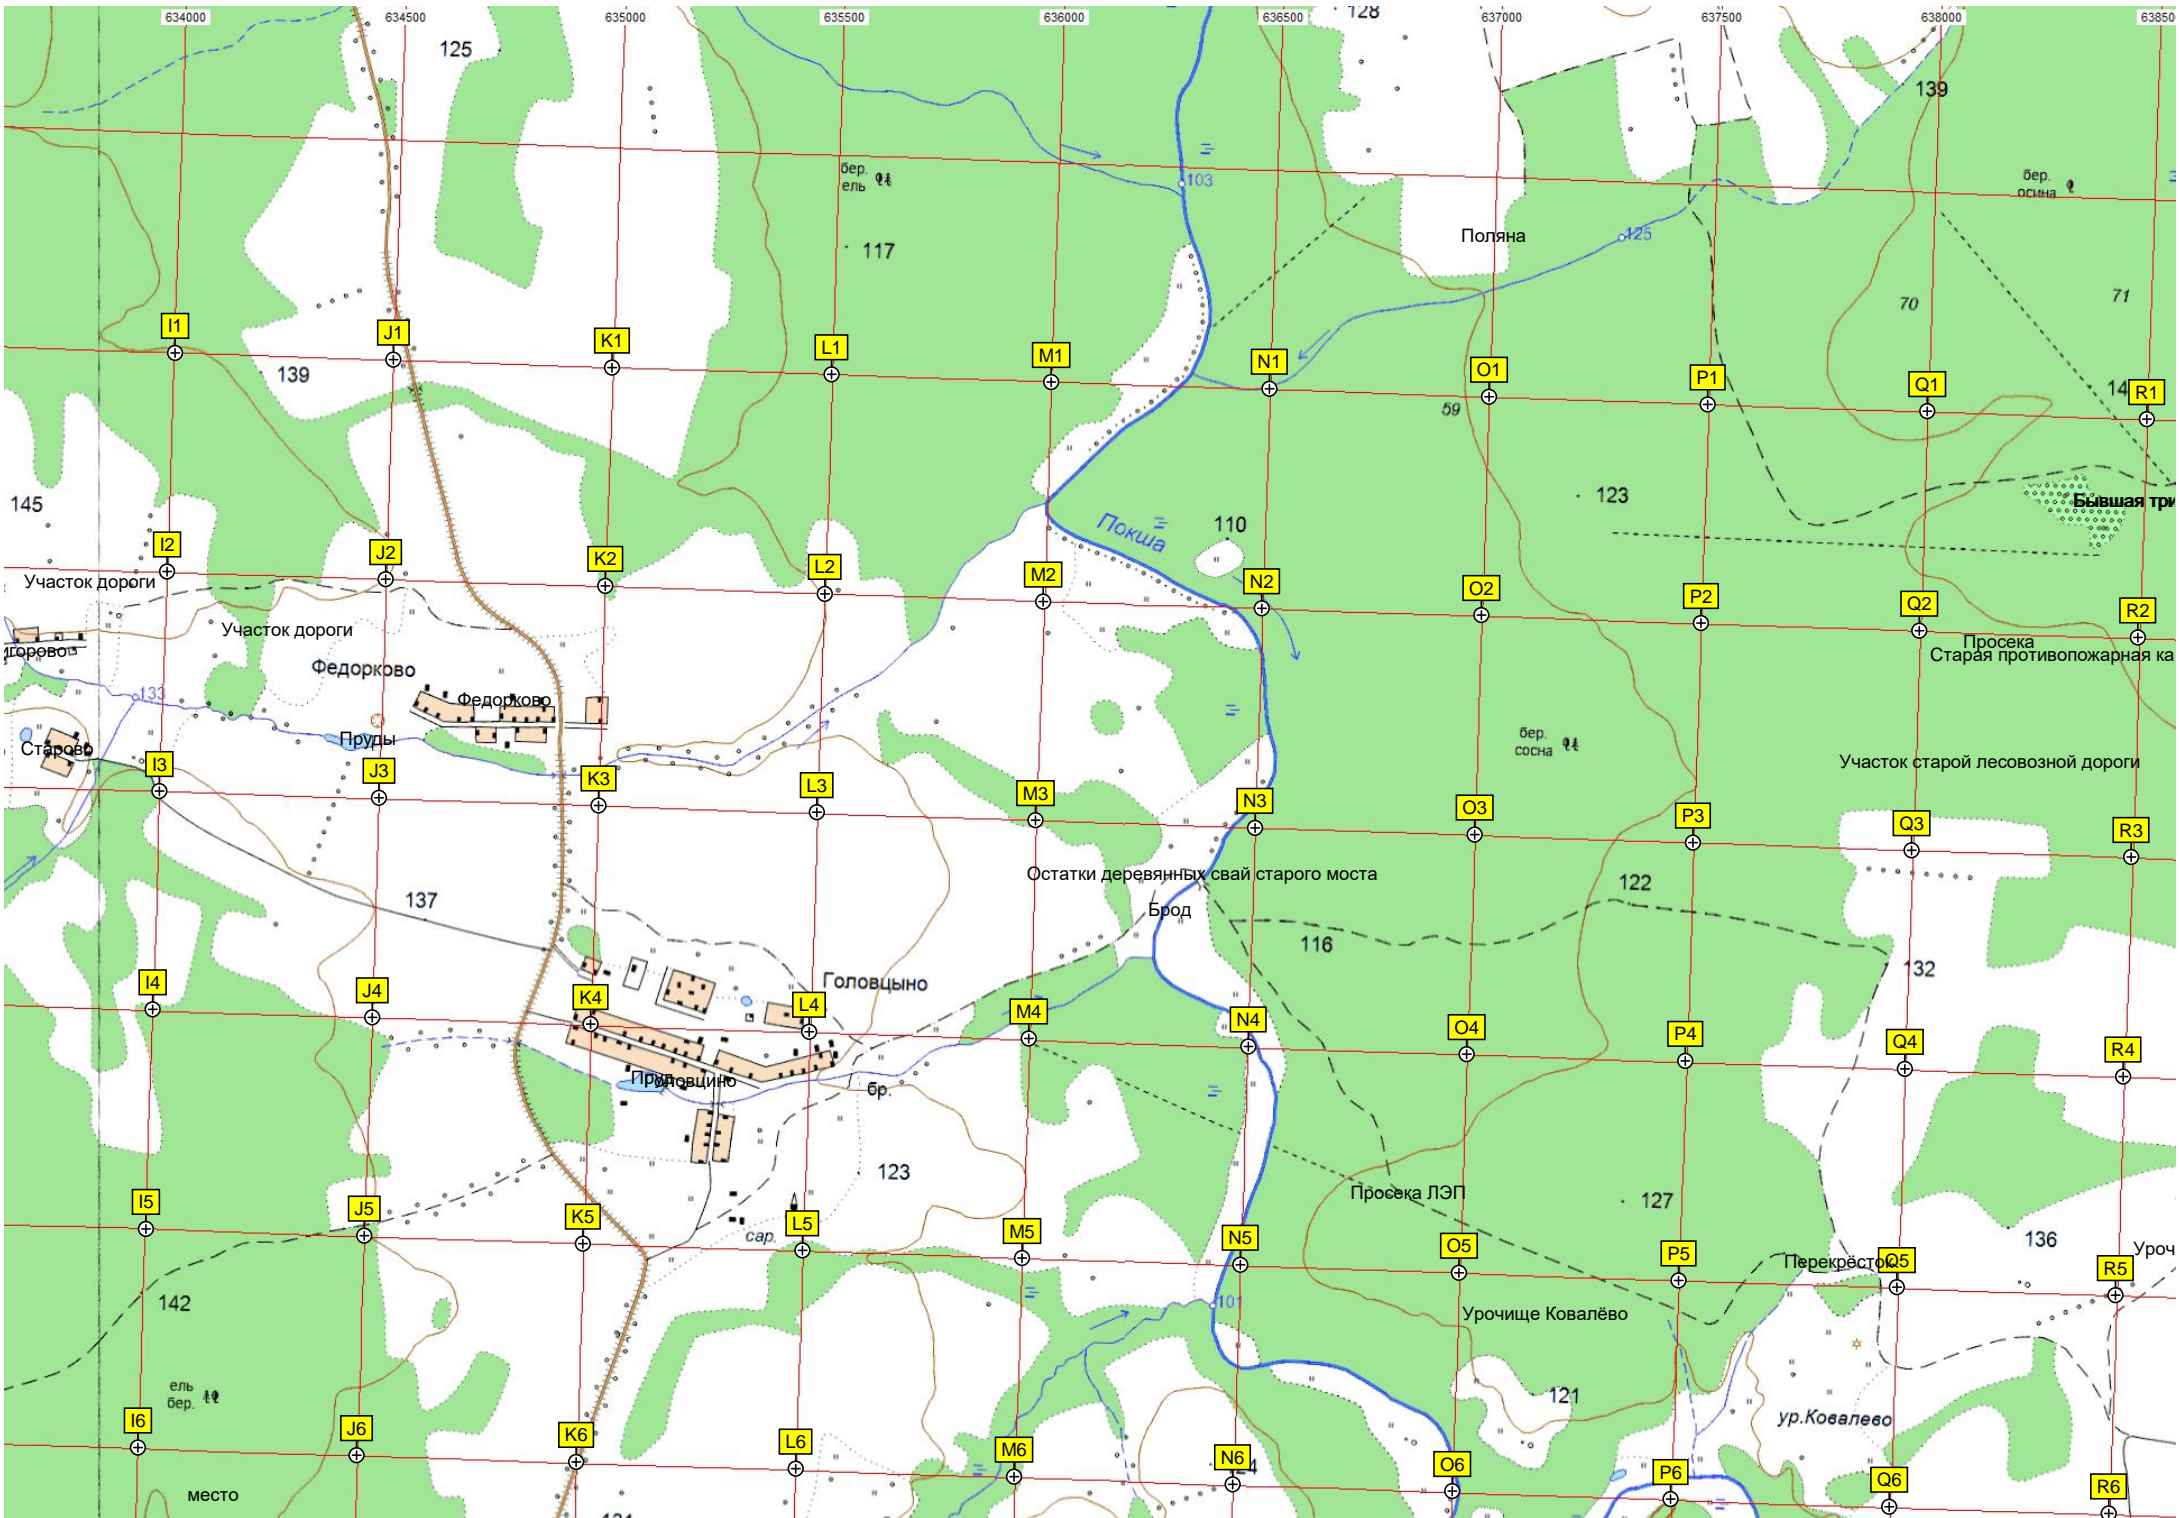 634000 634500 635000 635500 636000 636500 637000 637500 638000
125
128
139
бер.
ель
103
117
бер.
осина
Поляна
125
70
71
I1 J1 K1 L1 M1 N1 O1 P1 Q1 R1
139
59
145
123
Бывшая
Покша
110
I2 J2 K2 L2 M2 N2 O2 P2 Q2 R2
Участок дороги
Участок дороги
Просека
Старая противопожарная
Федорково
Федорково
133
Старово
Пруды
бер.
сосна
Участок старой лесовозной дороги
I3 J3 K3 L3 M3 N3 O3 P3 Q3 R3
Остатки деревянных свай старого моста
122
137
Брод
116
132
Головцыно
I4 J4 K4 L4 M4 N4 O4 P4 Q4 R4
Пруд
Головцино
бр.
123
Просека ЛЭП
127
I5 J5 K5 L5 M5 N5 O5 P5 Q5 R5
сар.
136
Перекрёсток
142
101
Урочище Ковалёво
ель
бер.
121
ур.Ковалево
I6 J6 K6 L6 M6 N6 O6 P6 Q6 R6
место